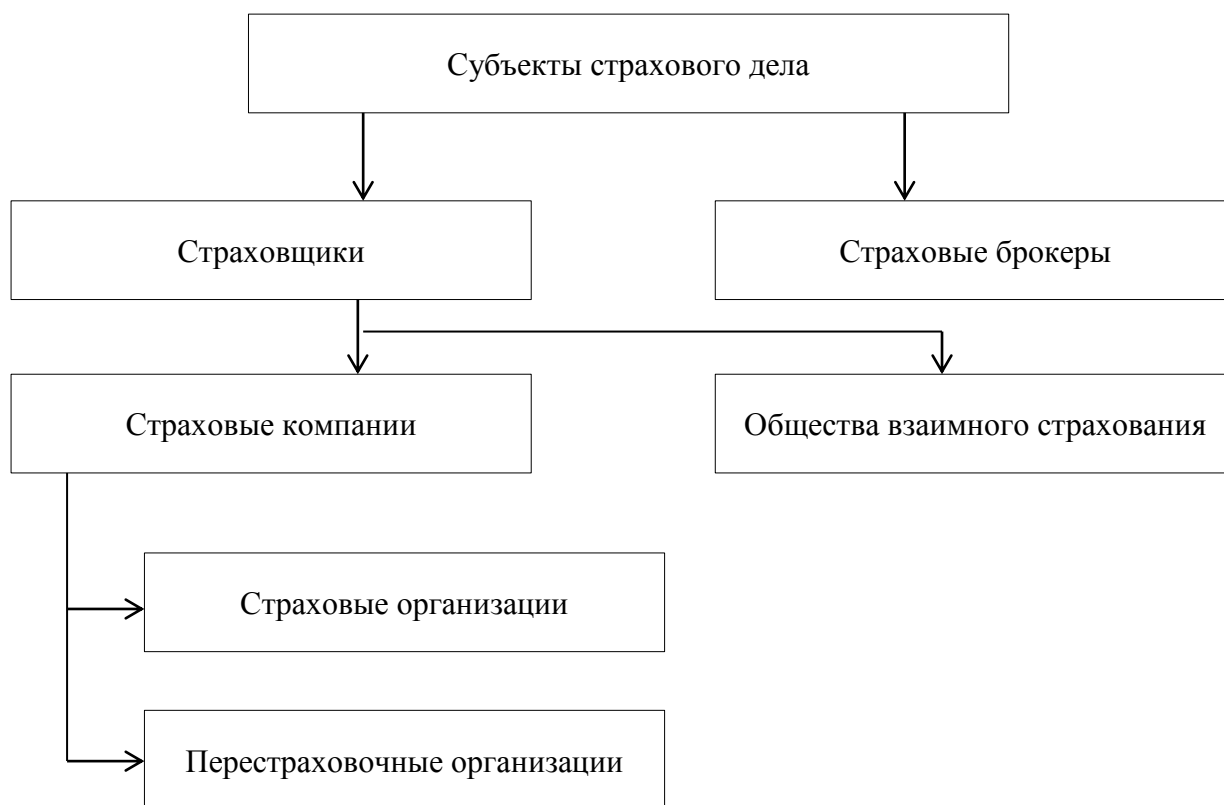 Субъекты страхового дела
Страховщики
Страховые брокеры
Страховые компании
Общества взаимного страхования
Страховые организации
Перестраховочные организации